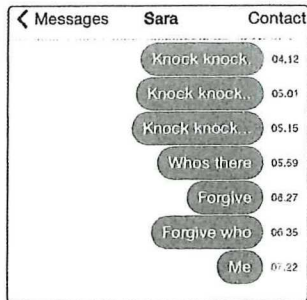 Messages Sara Contact
Knock knock. 04.12
Knock knock.. 05.01
Knock knock... 05.15
Whos there 05.59
Forgive 06.27
Forgive who 06.35
Me 07.22